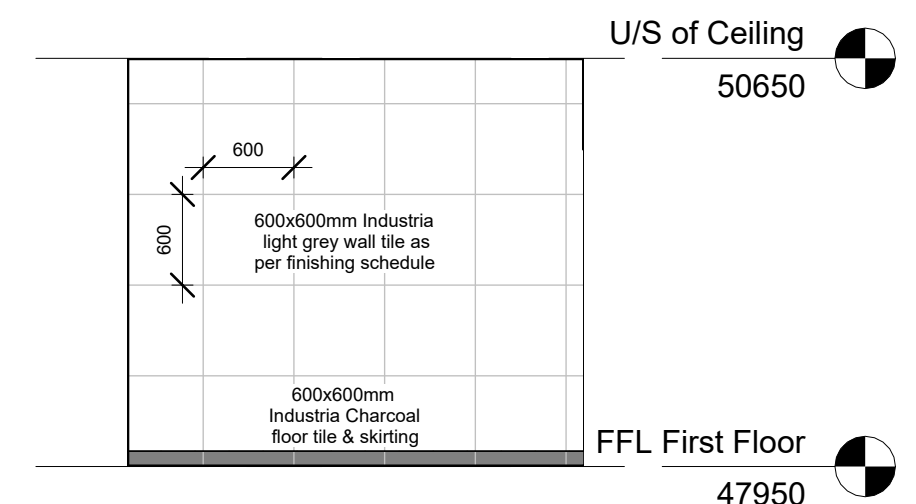 U/S of Ceiling
50650
600
600
600x600mm Industria
light grey wall tile as
per finishing schedule
600x600mm
Industria Charcoal
floor tile & skirting
FFL First Floor
47950